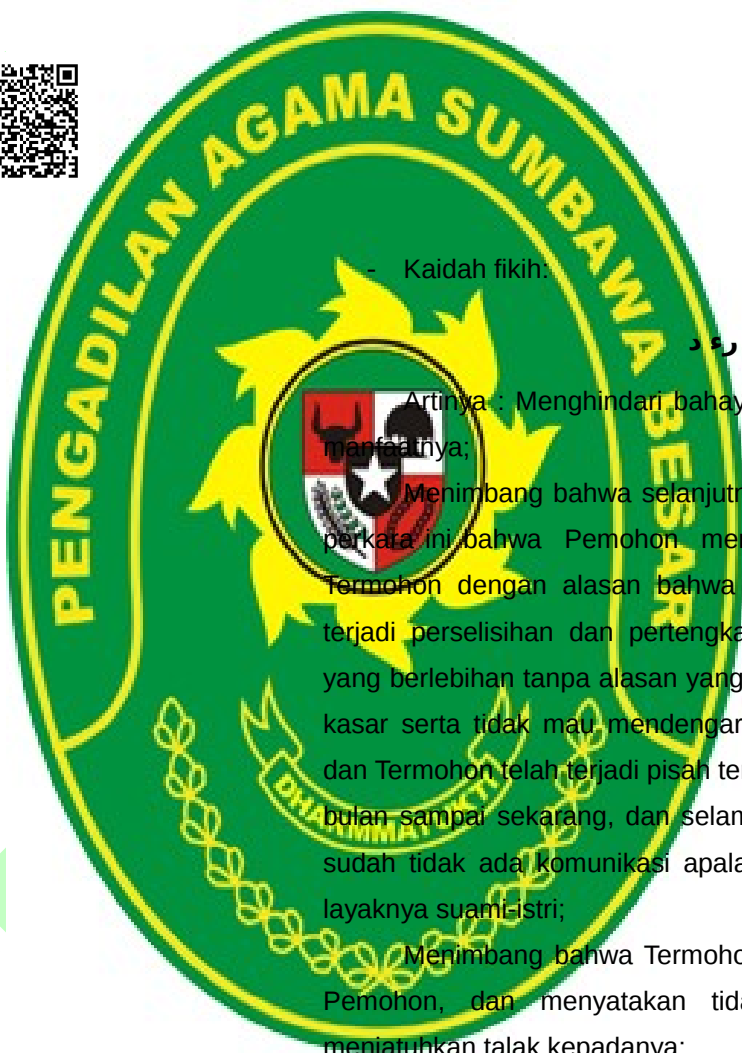 PENGADILAN AGAMA SUMBAWA BESAR
- Kaidah fikih:
Artinya : Menghindari bahay
manfaatnya;
Menimbang bahwa selanjutn
perkara ini bahwa Pemohon men
Termohon dengan alasan bahwa
terjadi perselisihan dan pertengka
yang berlebihan tanpa alasan yang
kasar serta tidak mau mendengar
dan Termohon telah terjadi pisah te
bulan sampai sekarang, dan selam
sudah tidak ada komunikasi apala
layaknya suami-istri;
DHARMMAYUKTI
Menimbang bahwa Termoho
Pemohon, dan menyatakan tida
menjatuhkan talak kepadanya;